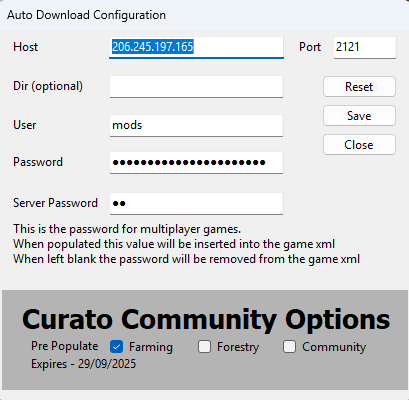 Auto Download Configuration
Host 206.245.197.165 Port 2121
Dir (optional) Reset
User mods Save
Close
Password ●●●●●●●●●●●●●●●●●●●●●●
Server Password ●●
This is the password for multiplayer games.
When populated this value will be inserted into the game xml
When left blank the password will be removed from the game xml
Curato Community Options
Pre Populate Farming Forestry Community
Expires - 29/09/2025